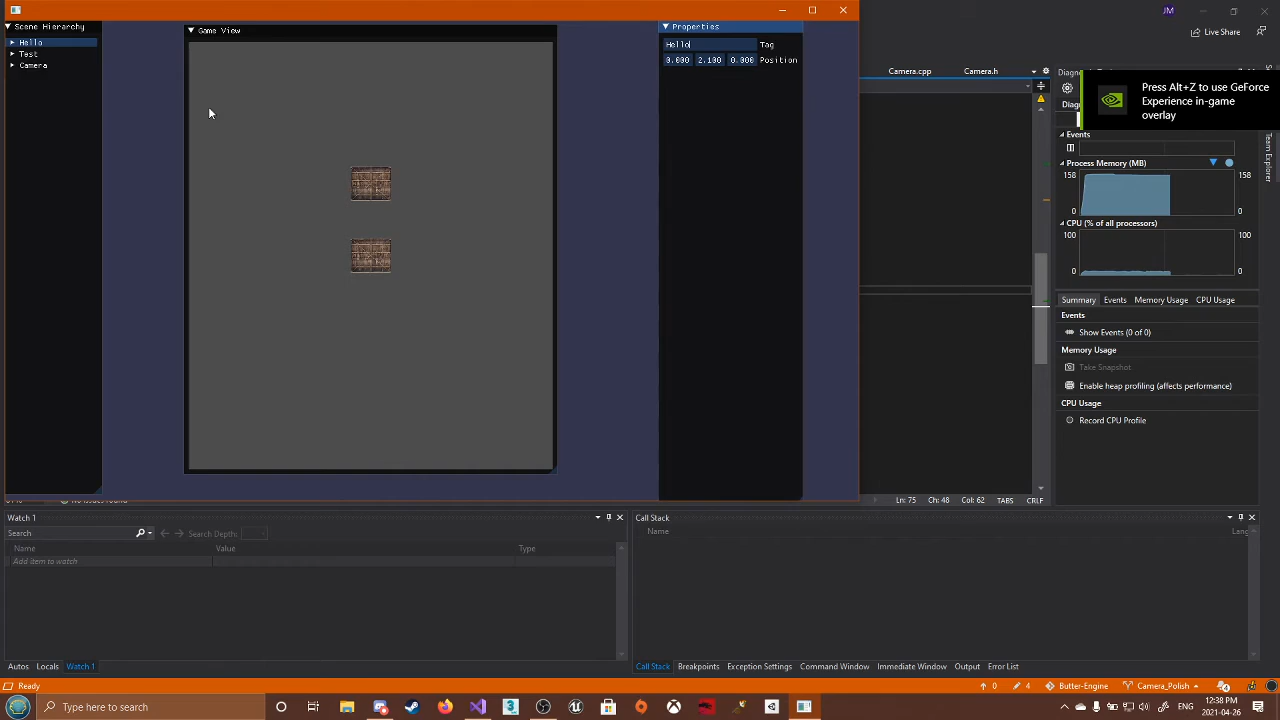 Scene Hierarchy
Hello
Test
Camera
Game View
Properties
Hello
Tag
0.000 2.100 0.000 Position
JM
Live Share
Camera.cpp
Camera.h
Press Alt+Z to use GeForce
Experience in-game
overlay
Events
Process Memory (MB)
158
158
0
0
CPU (% of all processors)
100
100
0
0
Summary Events Memory Usage CPU Usage
Events
Show Events (0 of 0)
Memory Usage
Take Snapshot
Enable heap profiling (affects performance)
CPU Usage
Record CPU Profile
Team Explorer
Ln: 75 Ch: 48 Col: 62 TABS CRLF
Watch 1
Search
Search Depth:
Name Value Type
Add item to watch
Call Stack
Name
Lang
Autos Locals Watch 1
Call Stack Breakpoints Exception Settings Command Window Immediate Window Output Error List
Ready
0 4 Butter-Engine Camera_Polish
Type here to search
12:38 PM
2021-04-26